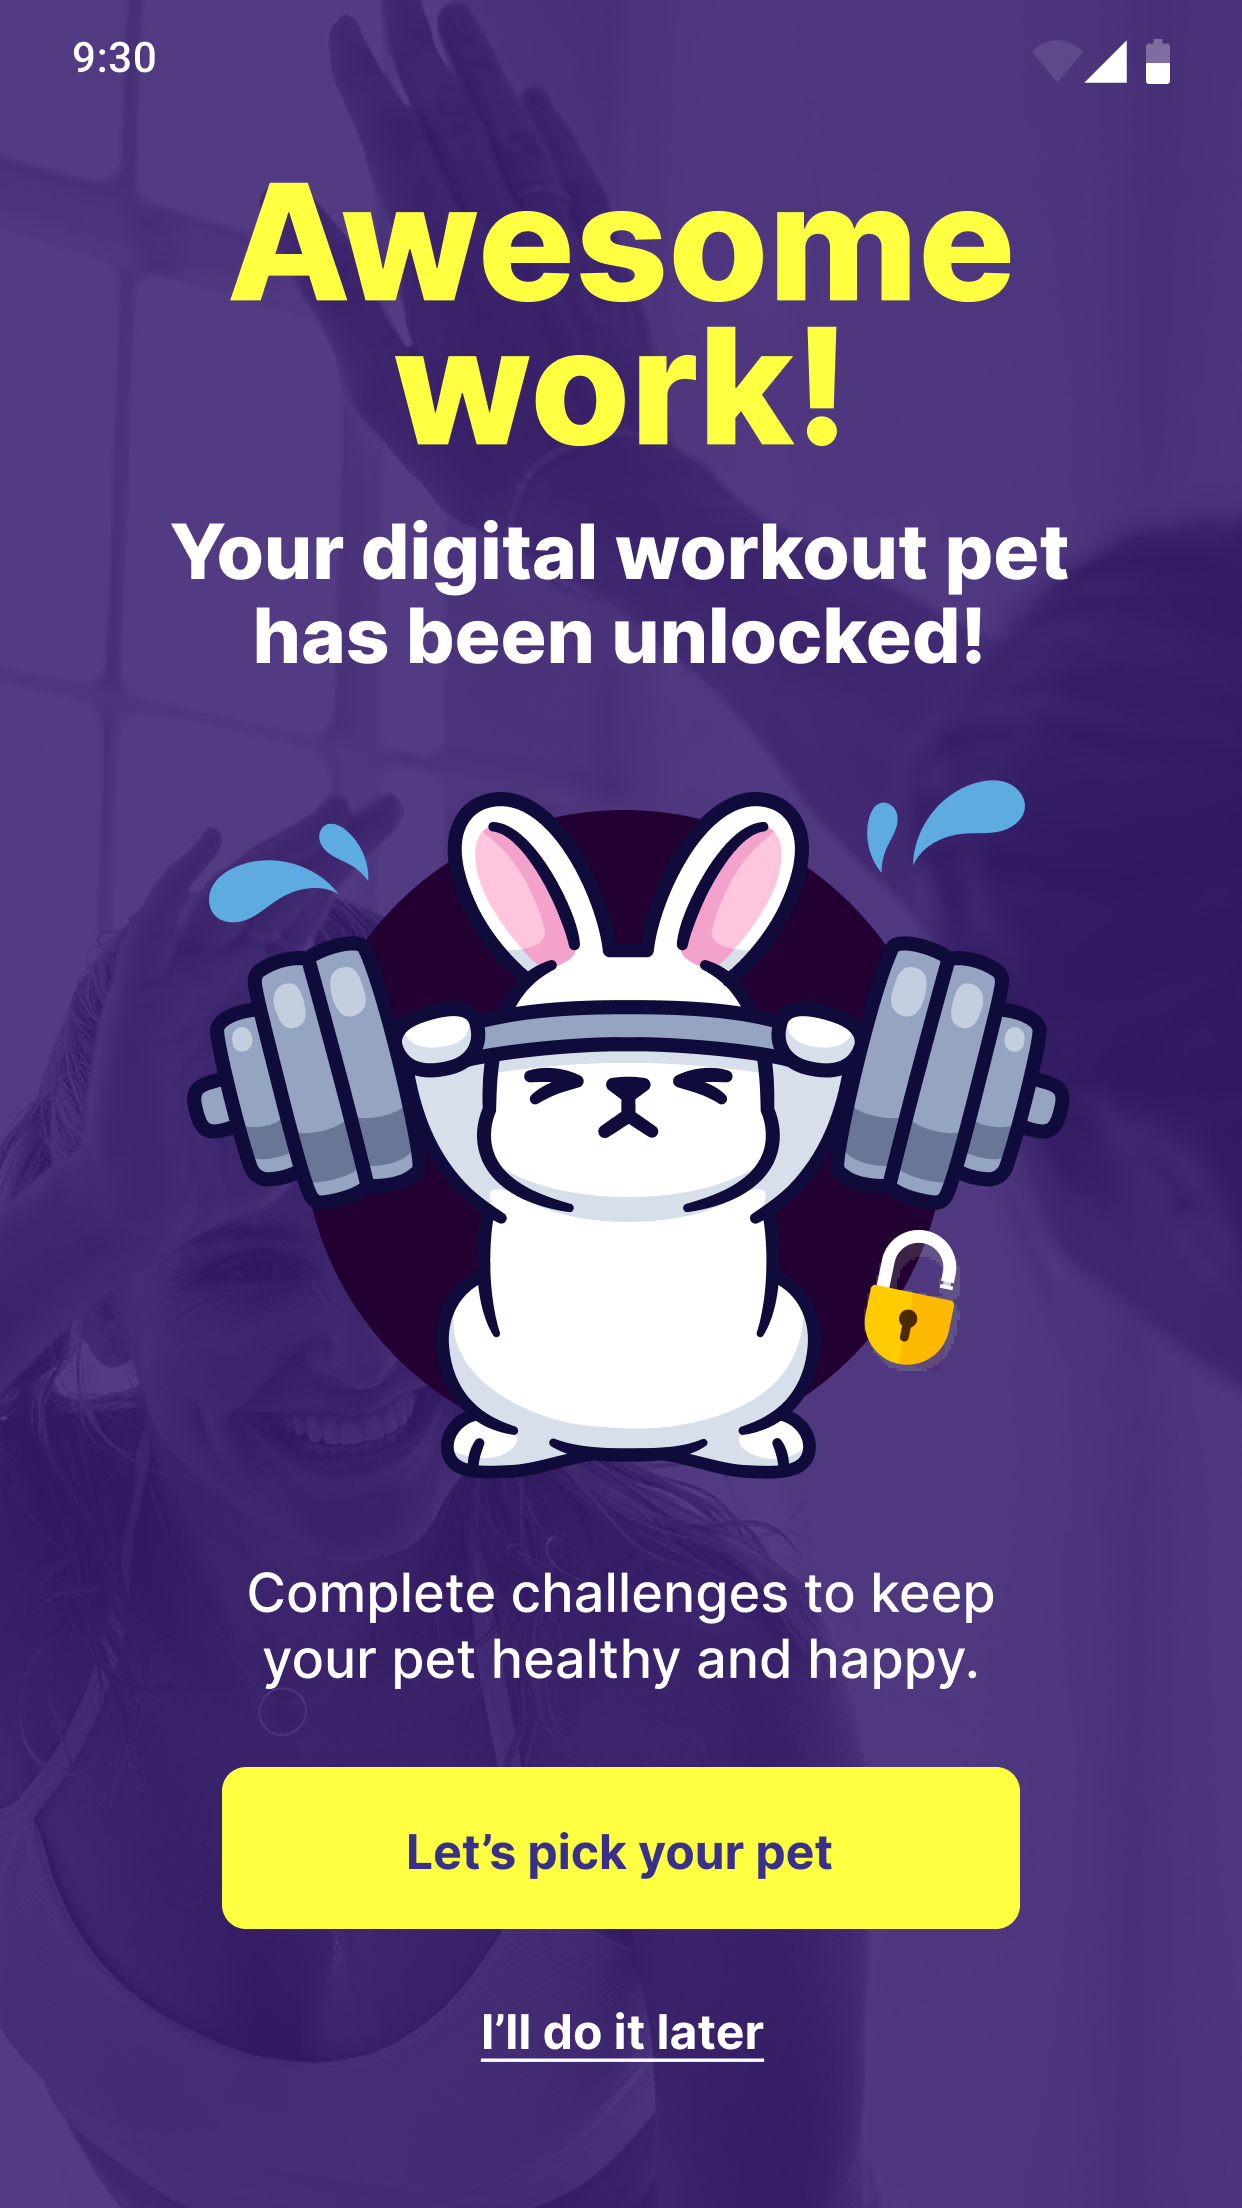 9:30
Awesome
work!
Your digital workout pet
has been unlocked!
Complete challenges to keep
your pet healthy and happy.
Let’s pick your pet
I’ll do it later